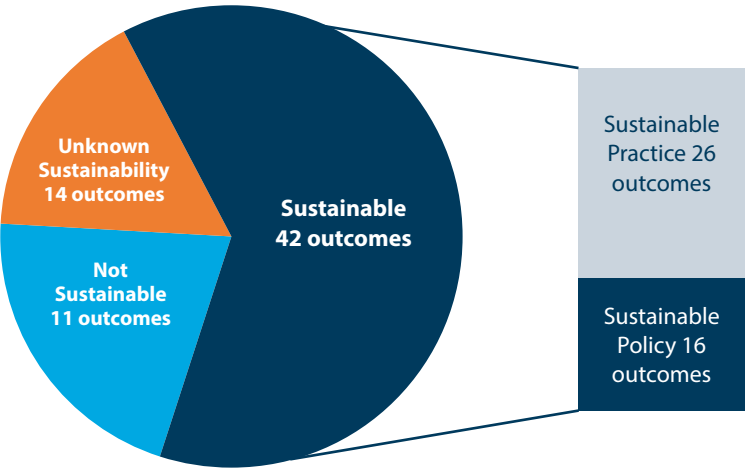 Unknown
Sustainability
14 outcomes
Sustainable
42 outcomes
Not
Sustainable
11 outcomes
Sustainable
Practice 26
outcomes
Sustainable
Policy 16
outcomes